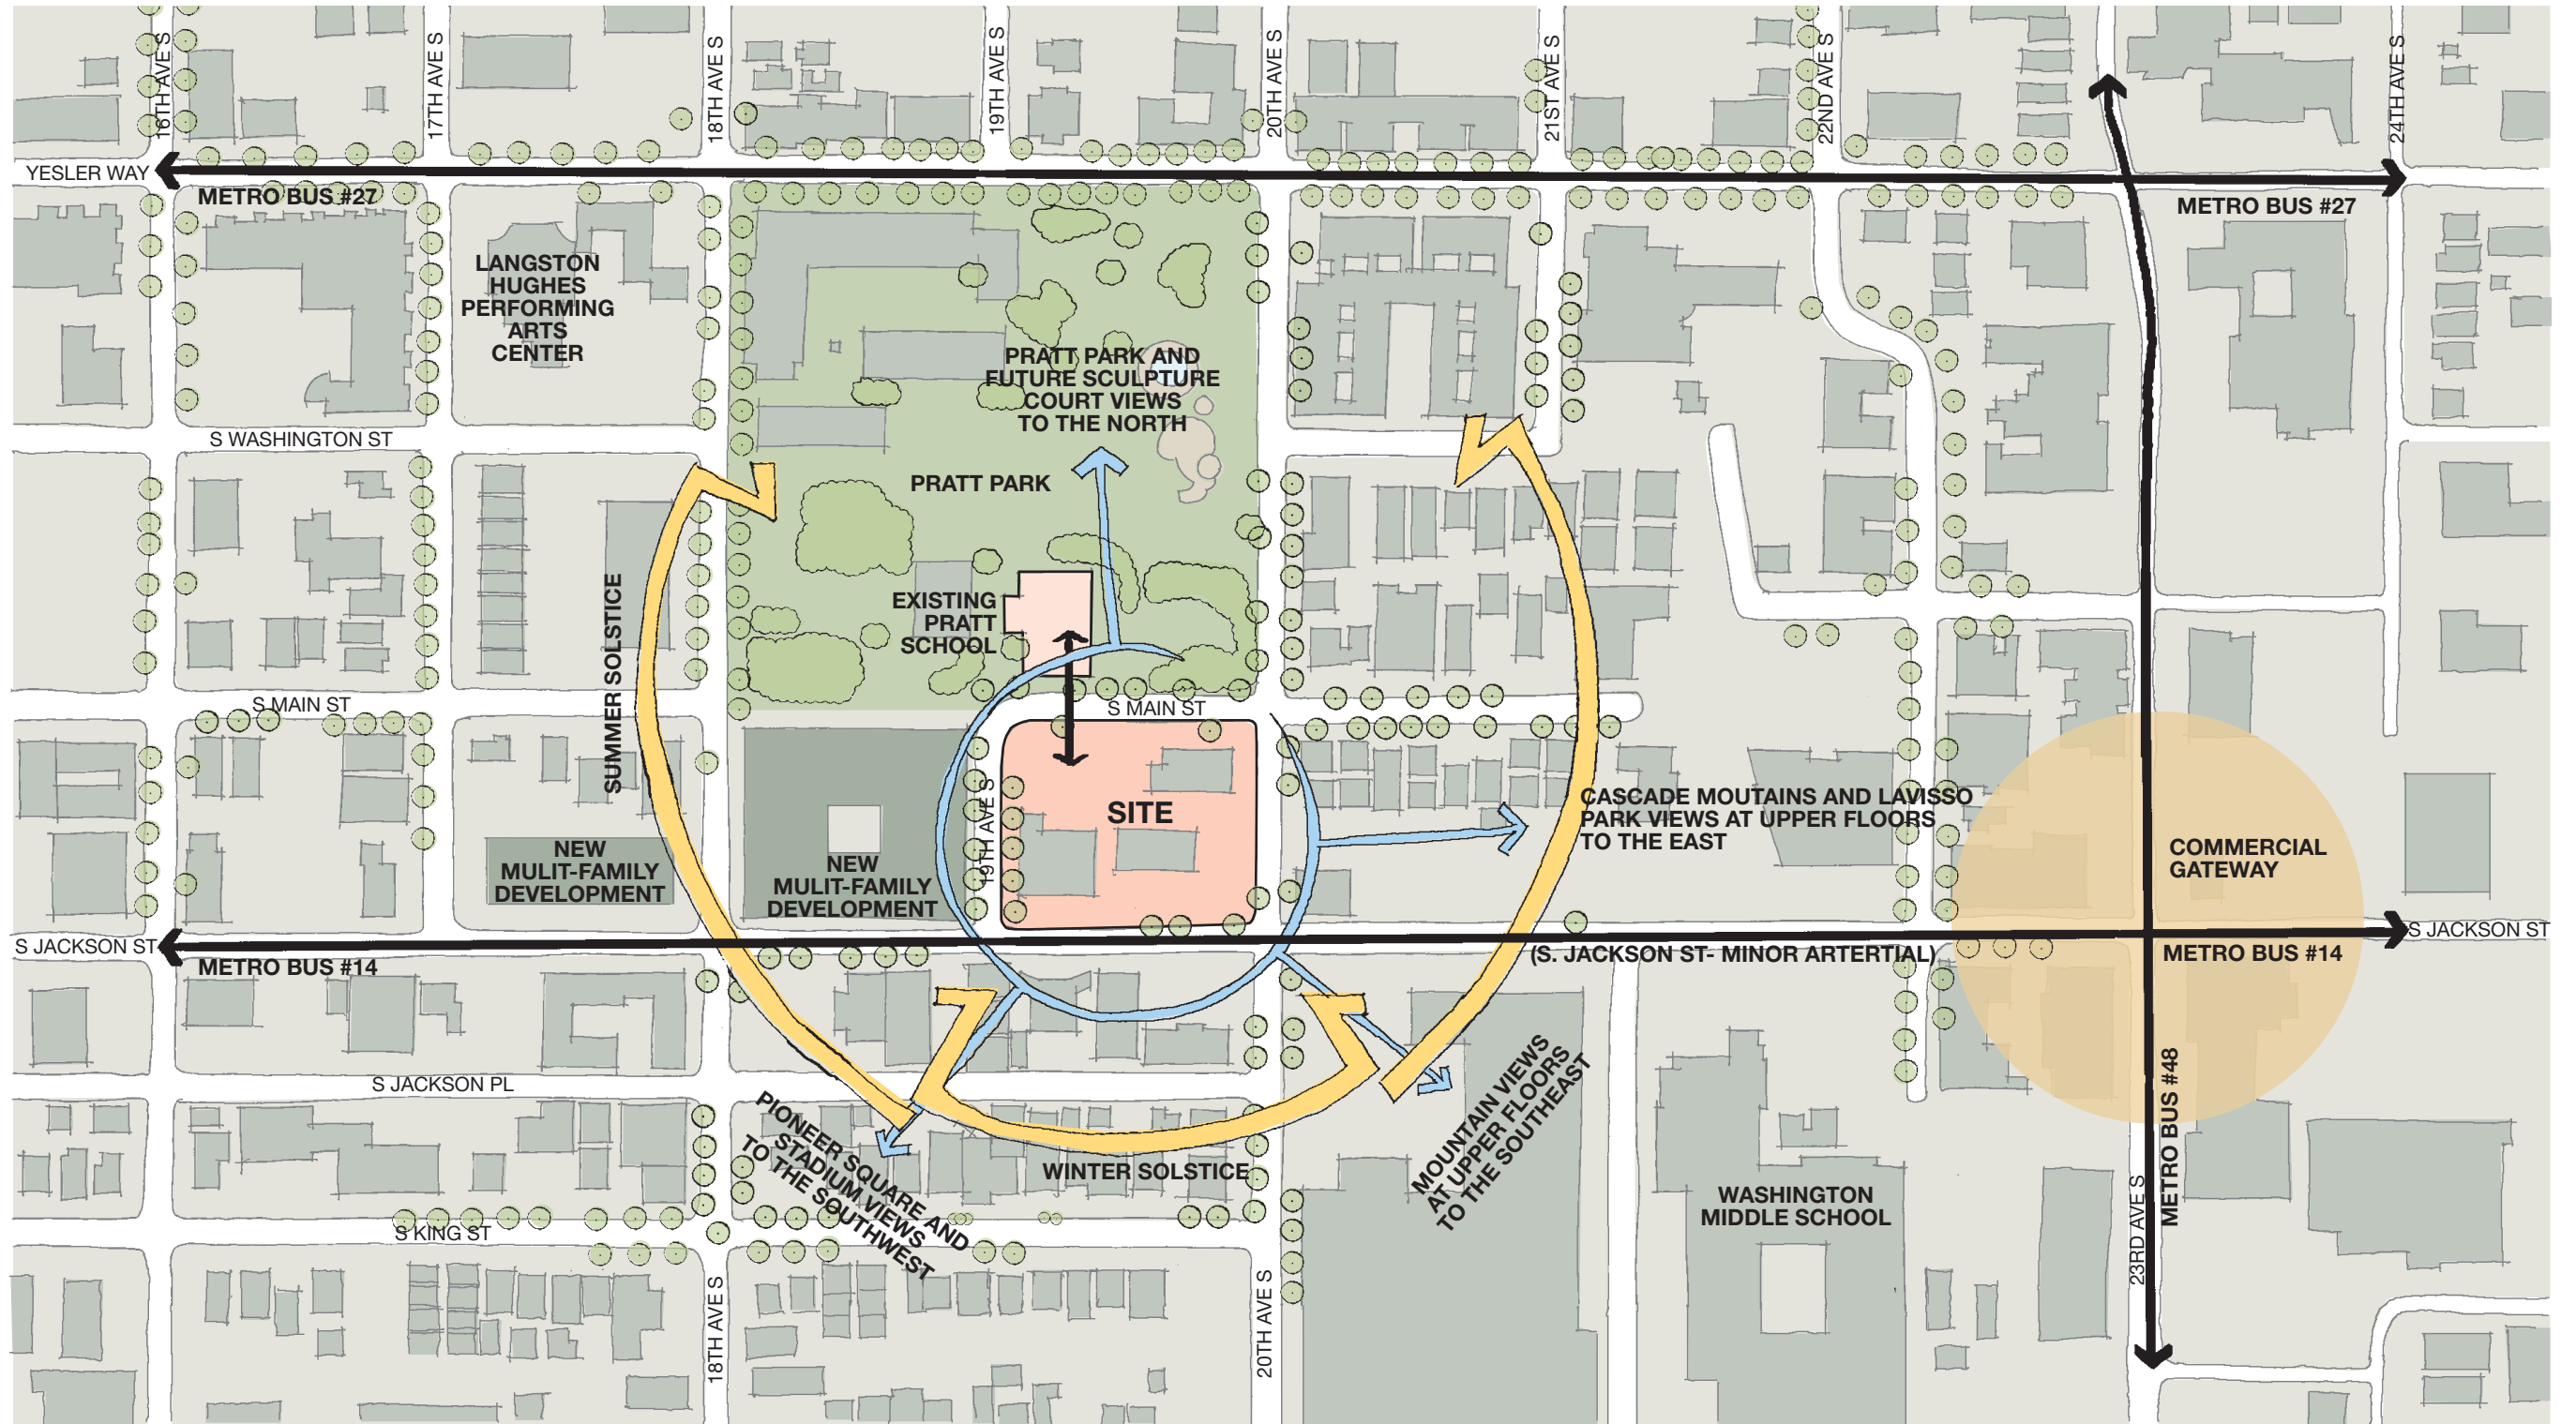 16TH AVE S
17TH AVE S
18TH AVE S
19TH AVE S
20TH AVE S
21ST AVE S
22ND AVE S
24TH AVE S
YESLER WAY
METRO BUS #27
METRO BUS #27
LANGSTON
HUGHES
PERFORMING
ARTS
CENTER
PRATT PARK AND
FUTURE SCULPTURE
COURT VIEWS
TO THE NORTH
S WASHINGTON ST
PRATT PARK
SUMMER SOLSTICE
EXISTING
PRATT
SCHOOL
S MAIN ST
S MAIN ST
19TH AVE S
SITE
CASCADE MOUTAINS AND LAVISSO
PARK VIEWS AT UPPER FLOORS
TO THE EAST
NEW
MULIT-FAMILY
DEVELOPMENT
NEW
MULIT-FAMILY
DEVELOPMENT
COMMERCIAL
GATEWAY
S JACKSON ST
S JACKSON ST
METRO BUS #14
(S. JACKSON ST- MINOR ARTERTIAL)
METRO BUS #14
S JACKSON PL
PIONEER SQUARE AND
STADIUM VIEWS
TO THE SOUTHWEST
WINTER SOLSTICE
MOUNTAIN VIEWS
AT UPPER FLOORS
TO THE SOUTHEAST
METRO BUS #48
23RD AVE S
WASHINGTON
MIDDLE SCHOOL
S KING ST
18TH AVE S
20TH AVE S